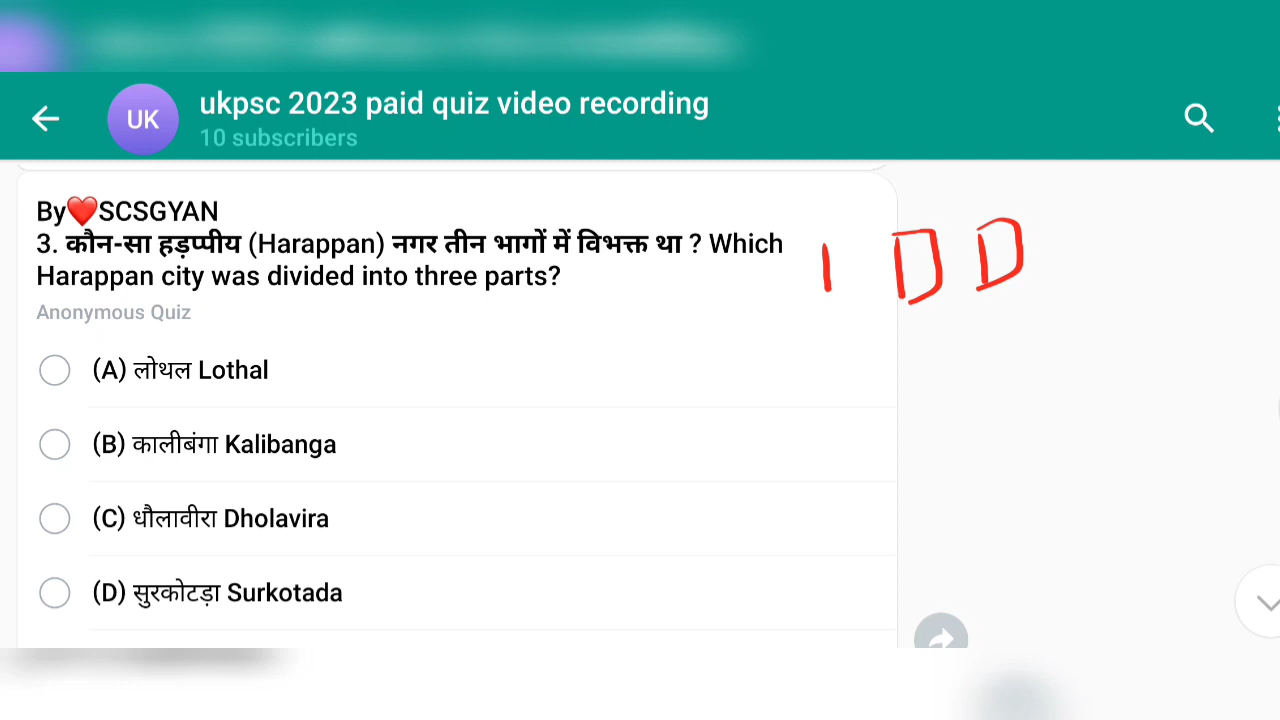 UK
ukpsc 2023 paid quiz video recording
10 subscribers
By❤️SCSGYAN
3. कौन-सा हड़प्पीय (Harappan) नगर तीन भागों में विभक्त था ? Which
Harappan city was divided into three parts?
I D D
Anonymous Quiz
(A) लोथल Lothal
(B) कालीबंगा Kalibanga
(C) धौलावीरा Dholavira
(D) सुरकोटड़ा Surkotada